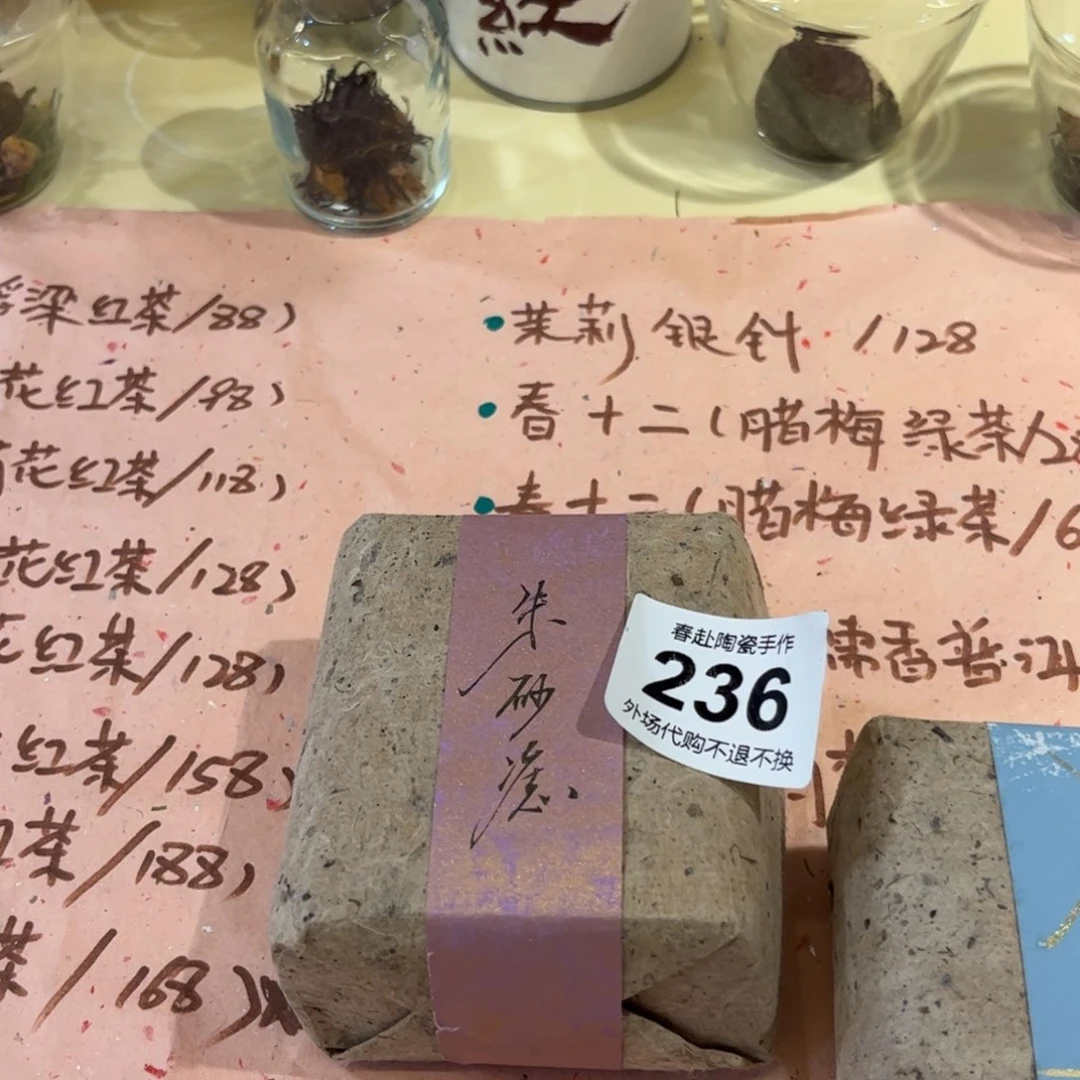 红
梁红茶/88)
花红茶/98)
花红茶/118)
花红茶/128)
花红茶/128)
红茶/158)
茶/188)
茶/168)
•茉莉银针 /128
•春十二(腊梅绿茶/2
•春十二(腊梅绿茶/6
香普洱
朱砂
春赴陶瓷手作
236
外场代购不退不换